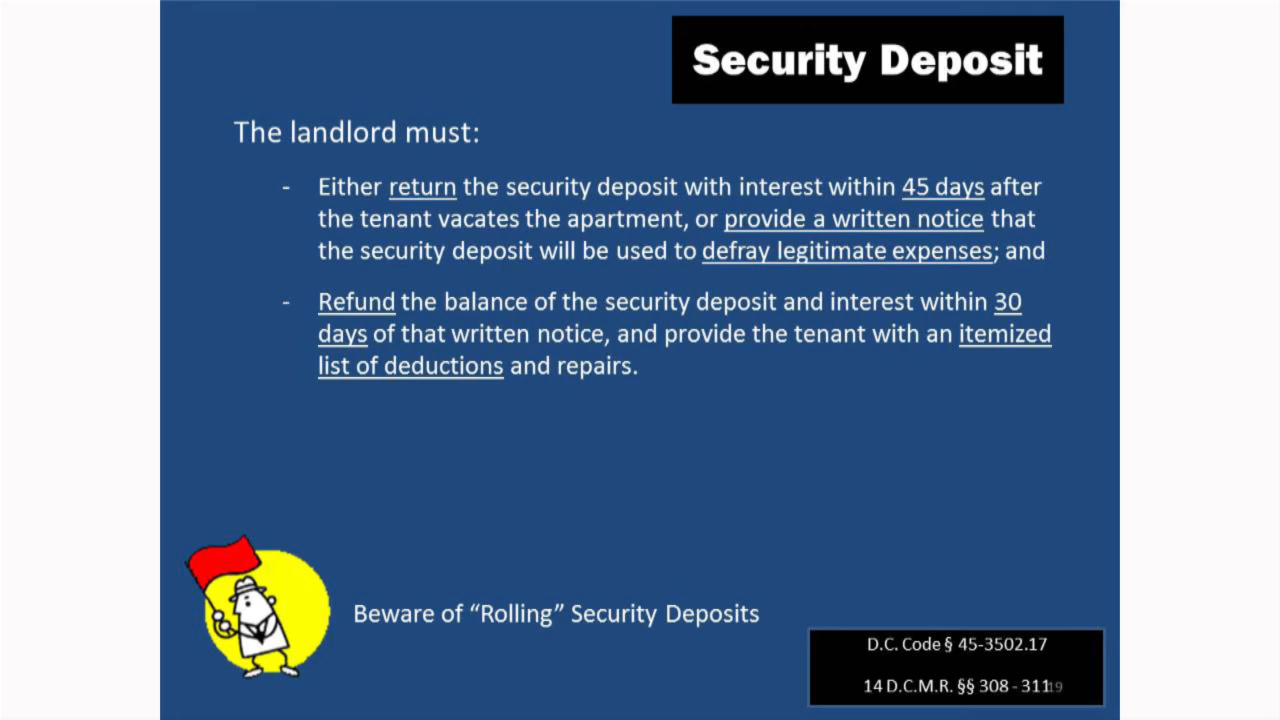 Security Deposit
The landlord must:
- Either return the security deposit with interest within 45 days after
the tenant vacates the apartment, or provide a written notice that
the security deposit will be used to defray legitimate expenses; and
- Refund the balance of the security deposit and interest within 30
days of that written notice, and provide the tenant with an itemized
list of deductions and repairs.
Beware of “Rolling” Security Deposits
D.C. Code § 45-3502.17
14 D.C.M.R. §§ 308 - 311
19